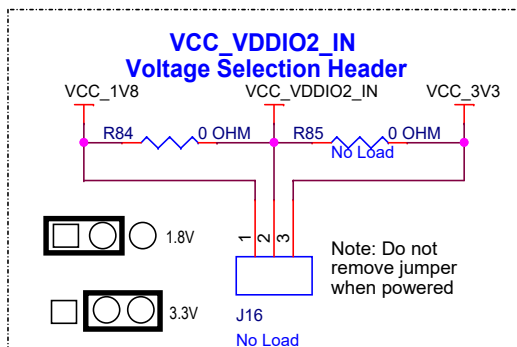 VCC_VDDIO2_IN
Voltage Selection Header
VCC_1V8 VCC_VDDIO2_IN VCC_3V3
R84 0 OHM R85 0 OHM
No Load
1 2 3
1.8V
3.3V
Note: Do not
remove jumper
when powered
J16
No Load